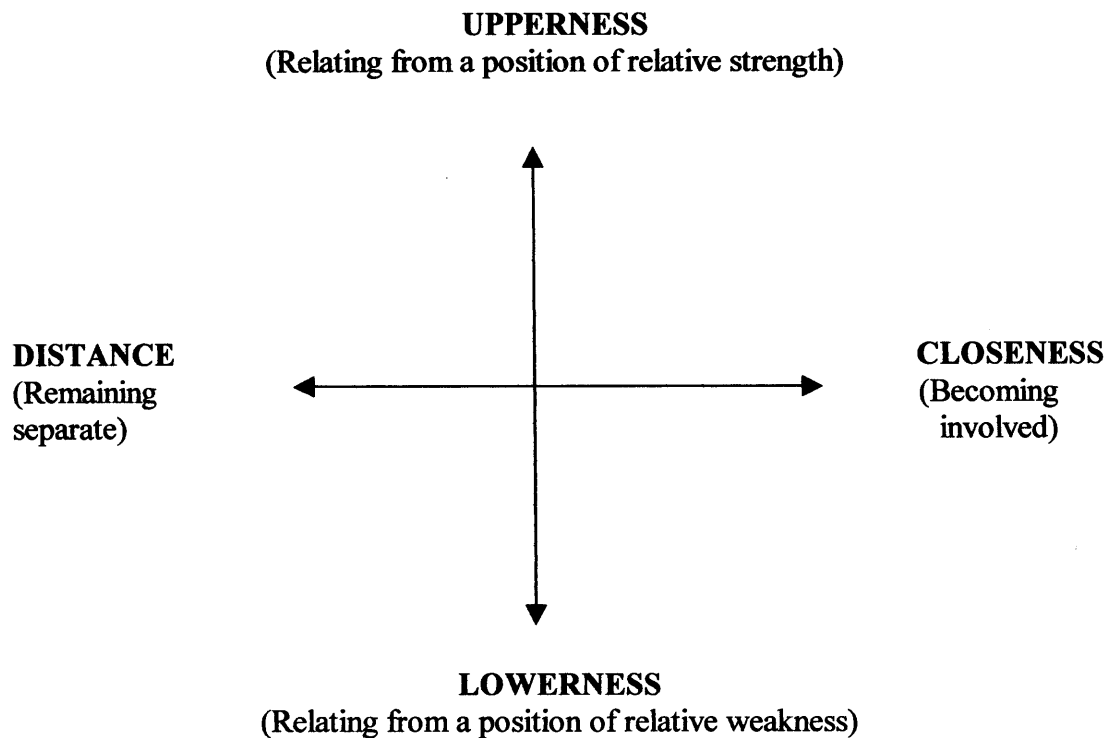 UPPERNESS
(Relating from a position of relative strength)
DISTANCE
(Remaining
separate)
CLOSENESS
(Becoming
involved)
LOWERNESS
(Relating from a position of relative weakness)